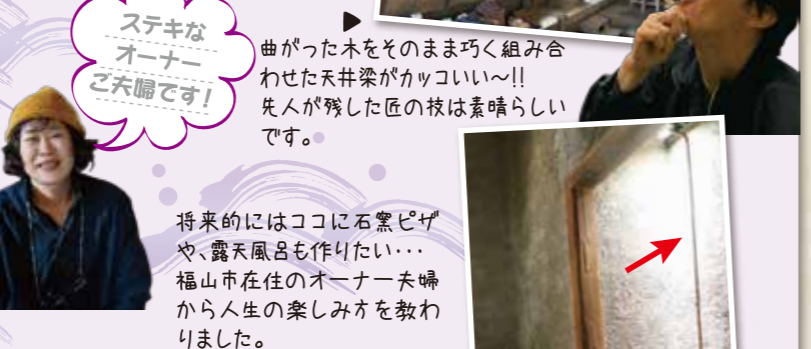 ステキな
オーナー
ご夫婦です!
▶
曲がった木をそのまま巧く組み合
わせた天井梁がカッコいい〜!!
先人が残した匠の技は素晴らしい
です。
将来的にはココに石窯ピザ
や、露天風呂も作りたい・・・
福山市在住のオーナー夫婦
から人生の楽しみ方を教わ
りました。